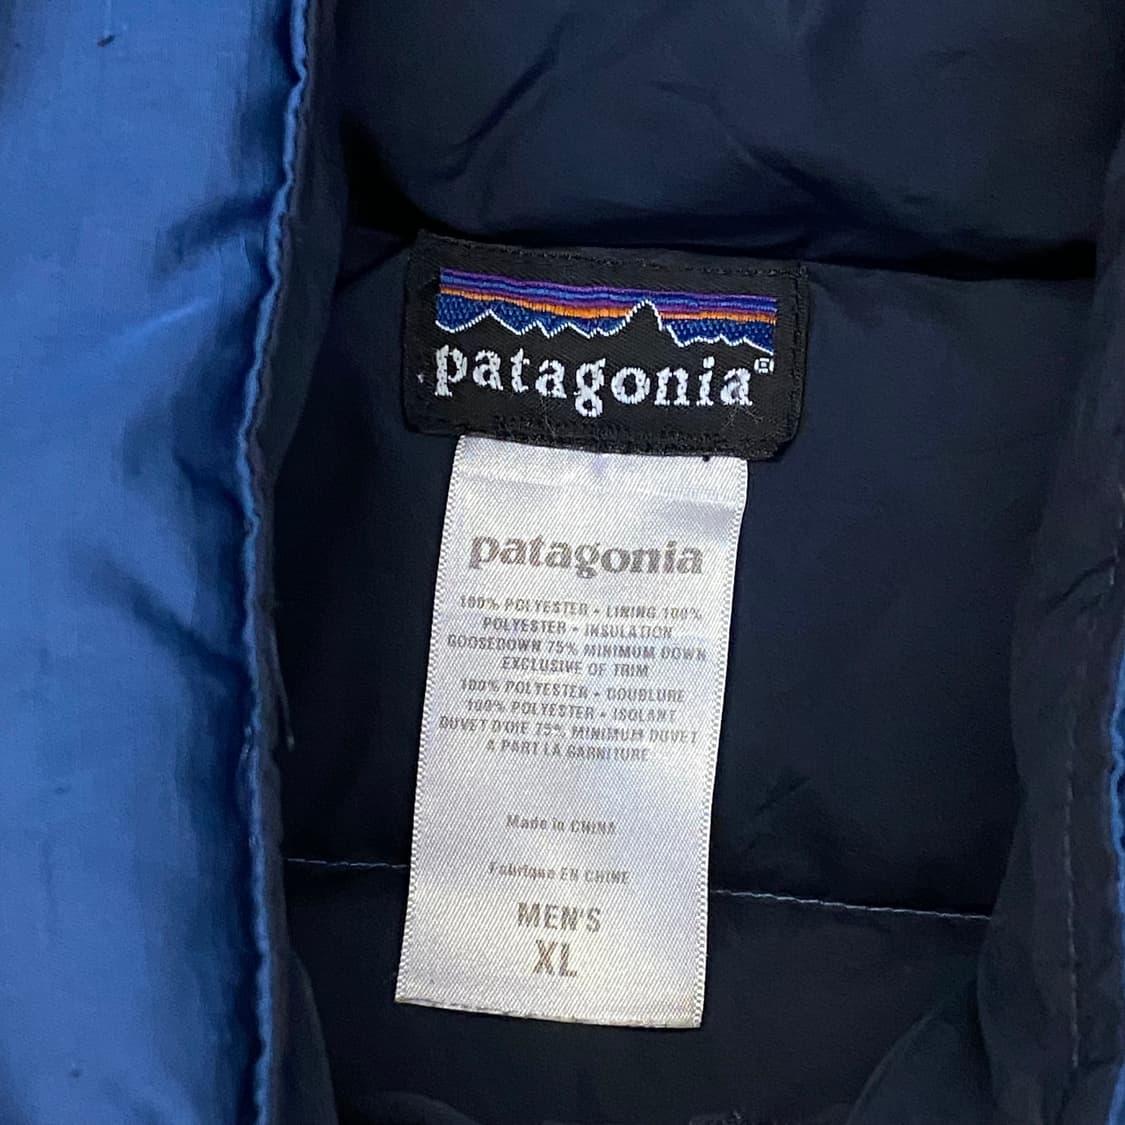 patagonia®
patagonia
100% POLYESTER • LINING 100%
POLYESTER • INSULATION
GOOSEDOWN 75% MINIMUM DOWN
EXCLUSIVE OF TRIM
100% POLYESTER • DOUBLURE
100% POLYESTER • ISOLANT
DUVET D'OIE 75% MINIMUM DUVET
A PART LA GARNITURE
Made in CHINA
Fabrique EN CHINE
MEN'S
XL